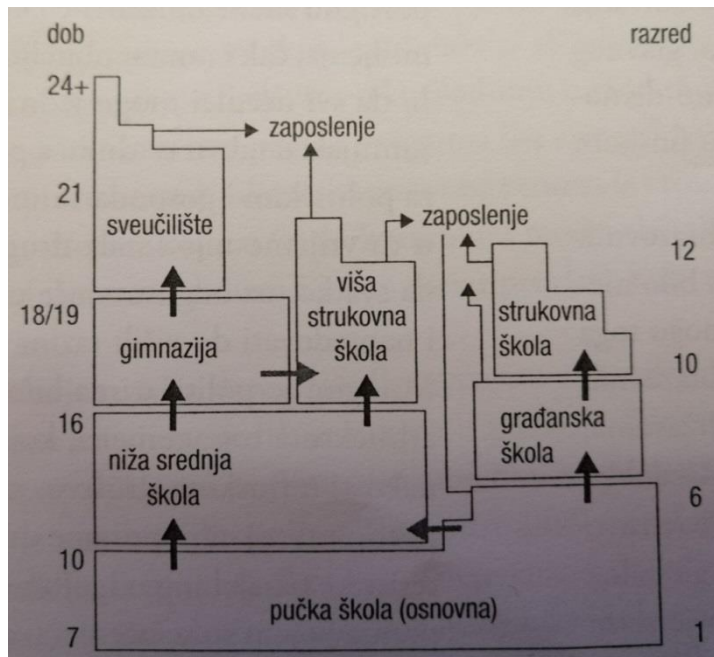 dob
razred
24+
zaposlenje
21
sveučilište
zaposlenje
12
viša
strukovna
škola
strukovna
škola
18/19
gimnazija
10
16
građanska
škola
niža srednja
škola
6
10
pučka škola (osnovna)
7
1